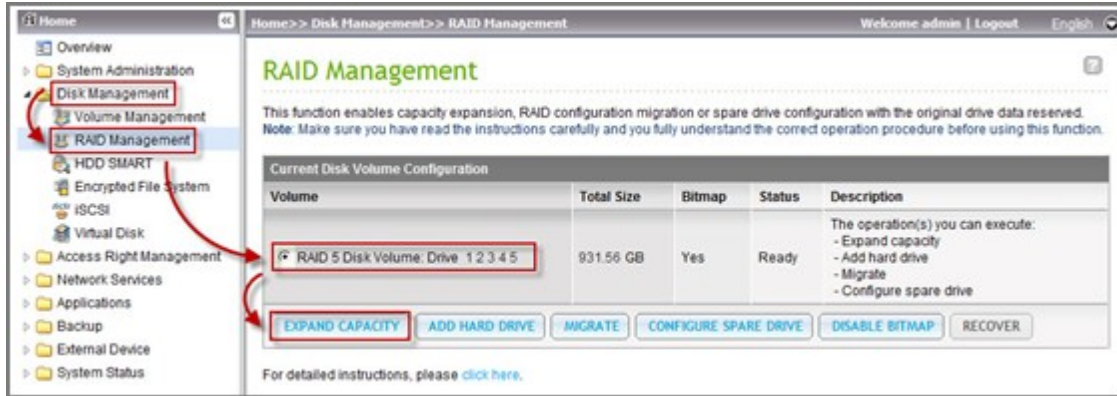 Home
Home>> Disk Management>> RAID Management
Welcome admin | Logout
English
Overview
System Administration
Disk Management
Volume Management
RAID Management
HDD SMART
Encrypted File System
iSCSI
Virtual Disk
Access Right Management
Network Services
Applications
Backup
External Device
System Status
RAID Management
This function enables capacity expansion, RAID configuration migration or spare drive configuration with the original drive data reserved.
Note: Make sure you have read the instructions carefully and you fully understand the correct operation procedure before using this function.
Current Disk Volume Configuration
Volume Total Size Bitmap Status Description
RAID 5 Disk Volume: Drive 1 2 3 4 5 931.56 GB Yes Ready
The operation(s) you can execute:
- Expand capacity
- Add hard drive
- Migrate
- Configure spare drive
EXPAND CAPACITY ADD HARD DRIVE MIGRATE CONFIGURE SPARE DRIVE DISABLE BITMAP RECOVER
For detailed instructions, please click here.